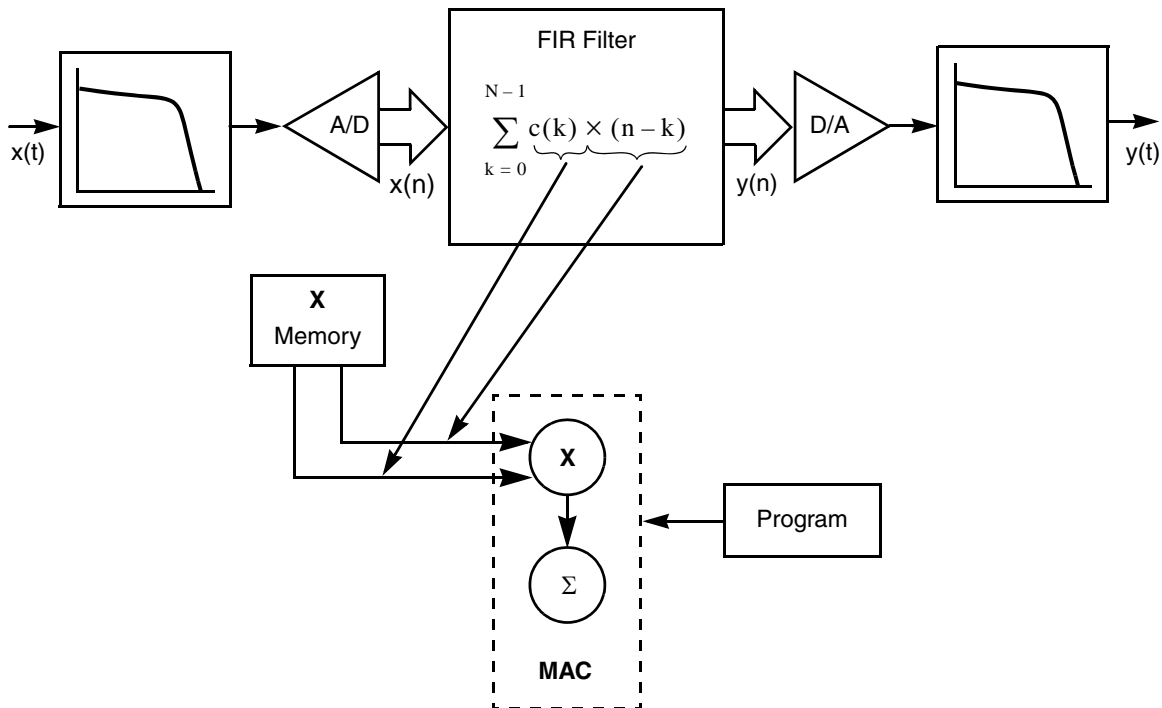 FIR Filter
N – 1
∑ c(k) × (n – k)
k = 0
x(t)
A/D
x(n)
y(n)
D/A
y(t)
X
Memory
X
Σ
MAC
Program